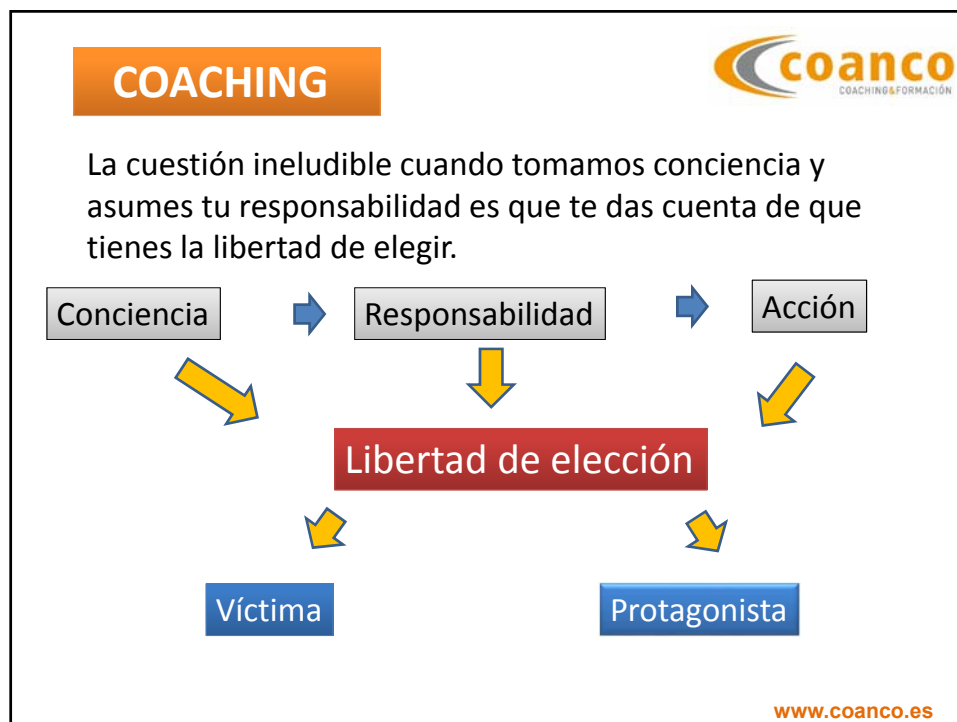 COACHING
coanco
COACHING&FORMACIÓN
La cuestión ineludible cuando tomamos conciencia y
asumes tu responsabilidad es que te das cuenta de que
tienes la libertad de elegir.
Conciencia
Responsabilidad
Acción
Libertad de elección
Víctima
Protagonista
www.coanco.es